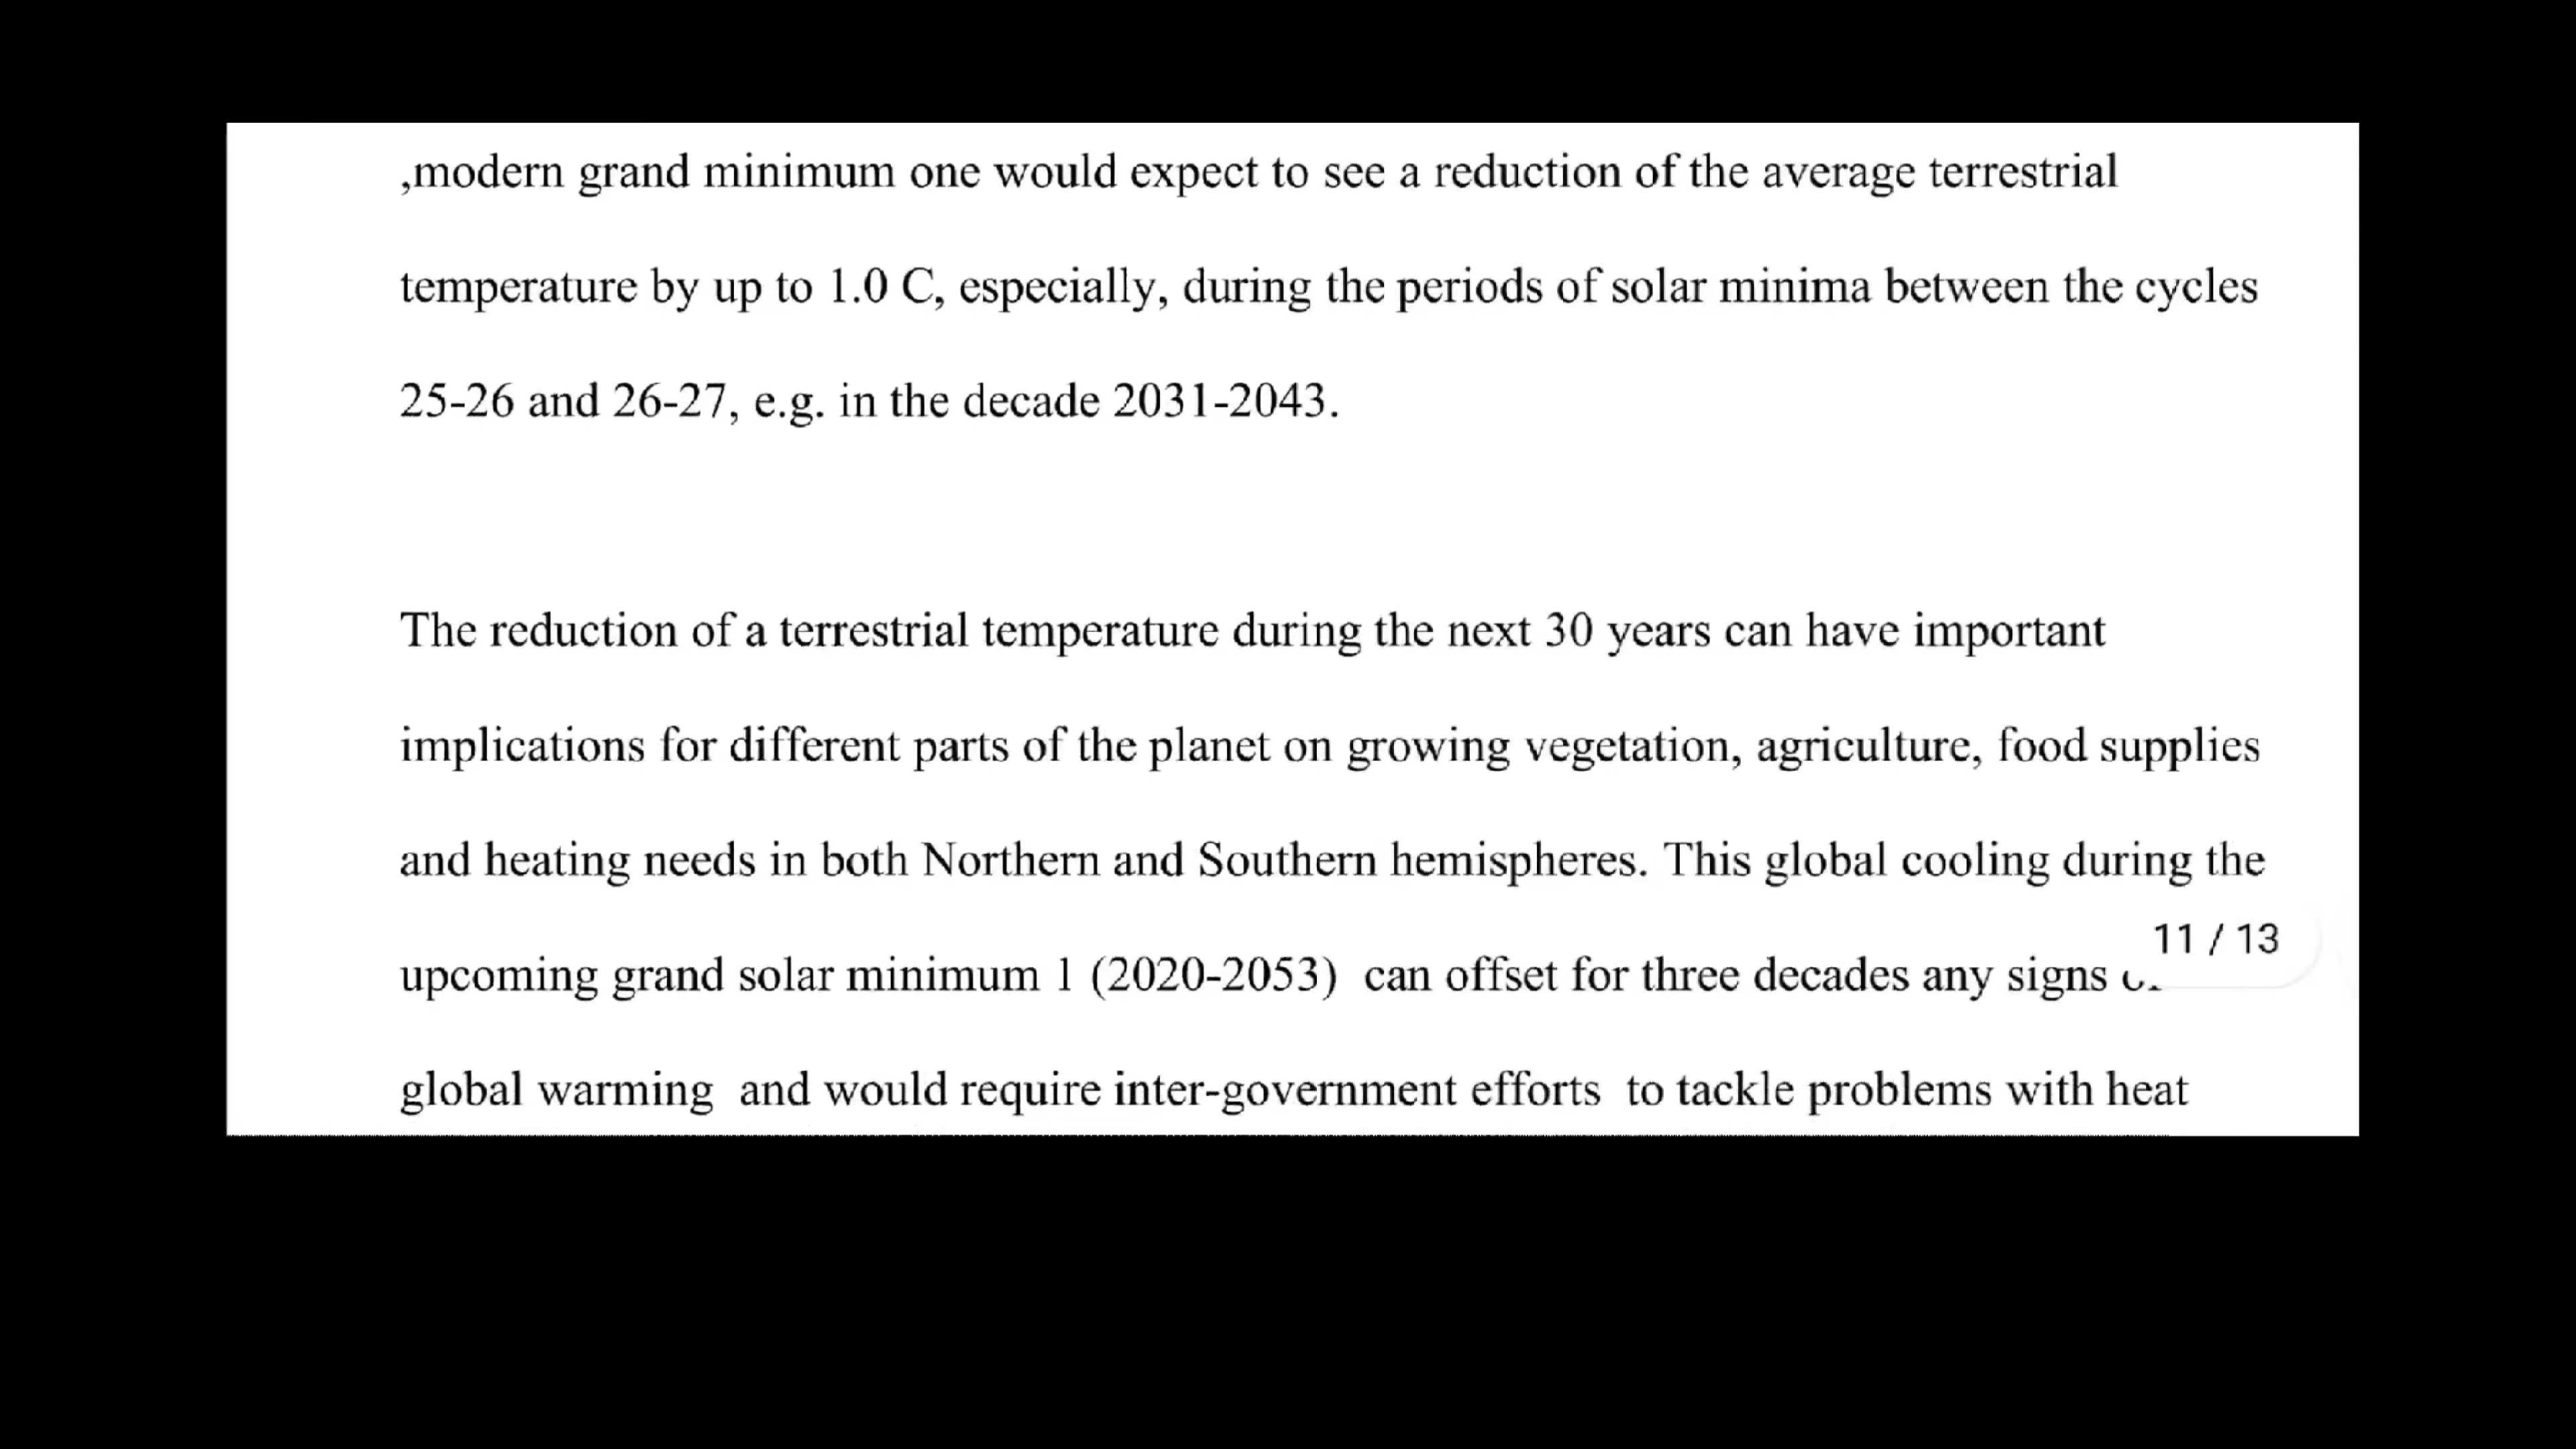 ,modern grand minimum one would expect to see a reduction of the average terrestrial
temperature by up to 1.0 C, especially, during the periods of solar minima between the cycles
25-26 and 26-27, e.g. in the decade 2031-2043.
The reduction of a terrestrial temperature during the next 30 years can have important
implications for different parts of the planet on growing vegetation, agriculture, food supplies
and heating needs in both Northern and Southern hemispheres. This global cooling during the
11 / 13
upcoming grand solar minimum 1 (2020-2053) can offset for three decades any signs
global warming and would require inter-government efforts to tackle problems with heat